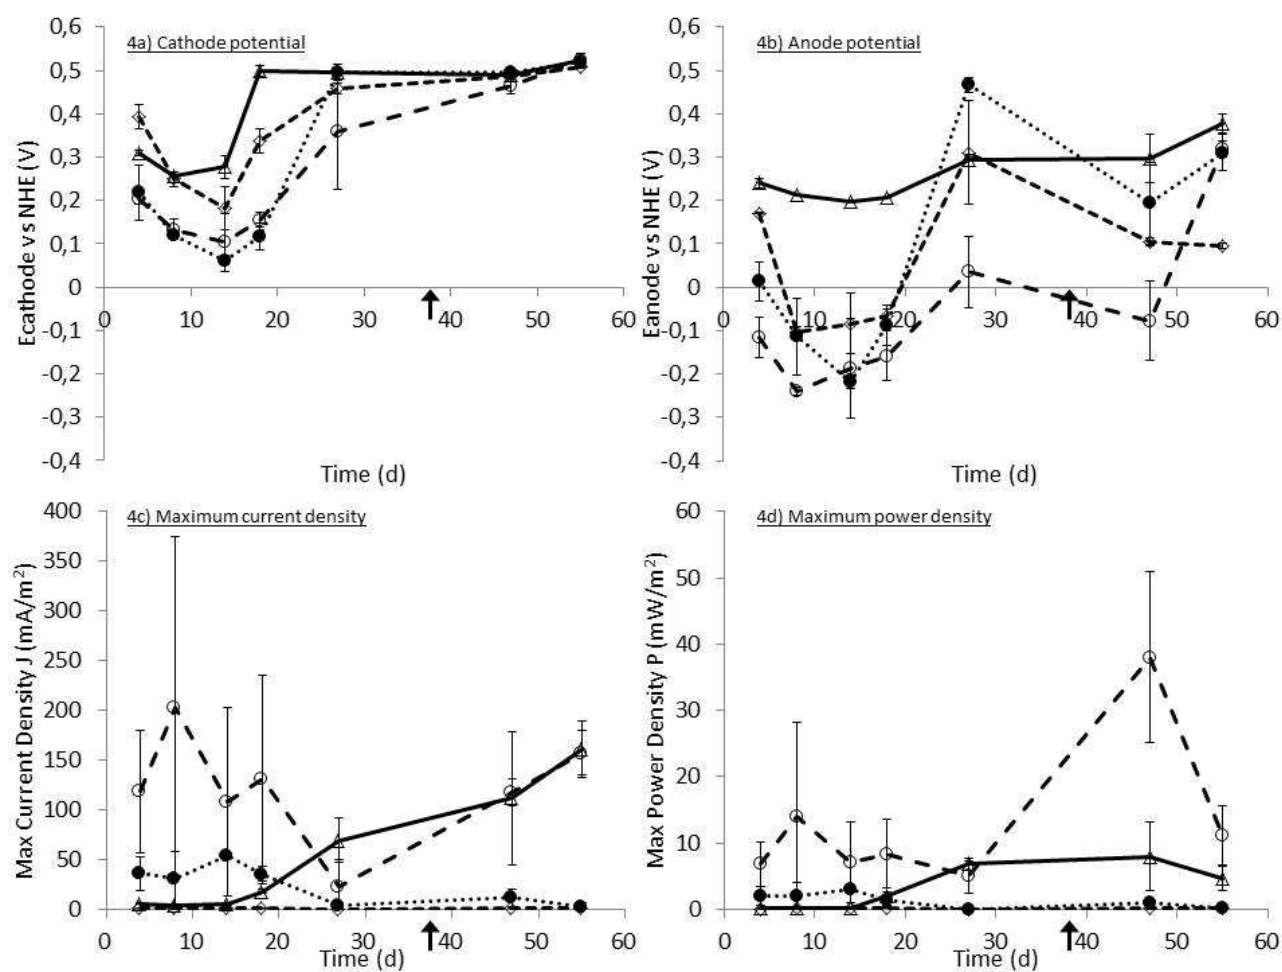 4a) Cathode potential
Ecathode vs NHE (V)
0,6
0,5
0,4
0,3
0,2
0,1
0
-0,1
-0,2
-0,3
-0,4
0 10 20 30 40 50 60
Time (d)
4b) Anode potential
Eanode vs NHE (V)
0,6
0,5
0,4
0,3
0,2
0,1
0
-0,1
-0,2
-0,3
-0,4
0 10 20 30 40 50 60
Time (d)
4c) Maximum current density
Max Current Density J (mA/m²)
400
350
300
250
200
150
100
50
0
0 10 20 30 40 50 60
Time (d)
4d) Maximum power density
Max Power Density P (mW/m²)
60
50
40
30
20
10
0
0 10 20 30 40 50 60
Time (d)